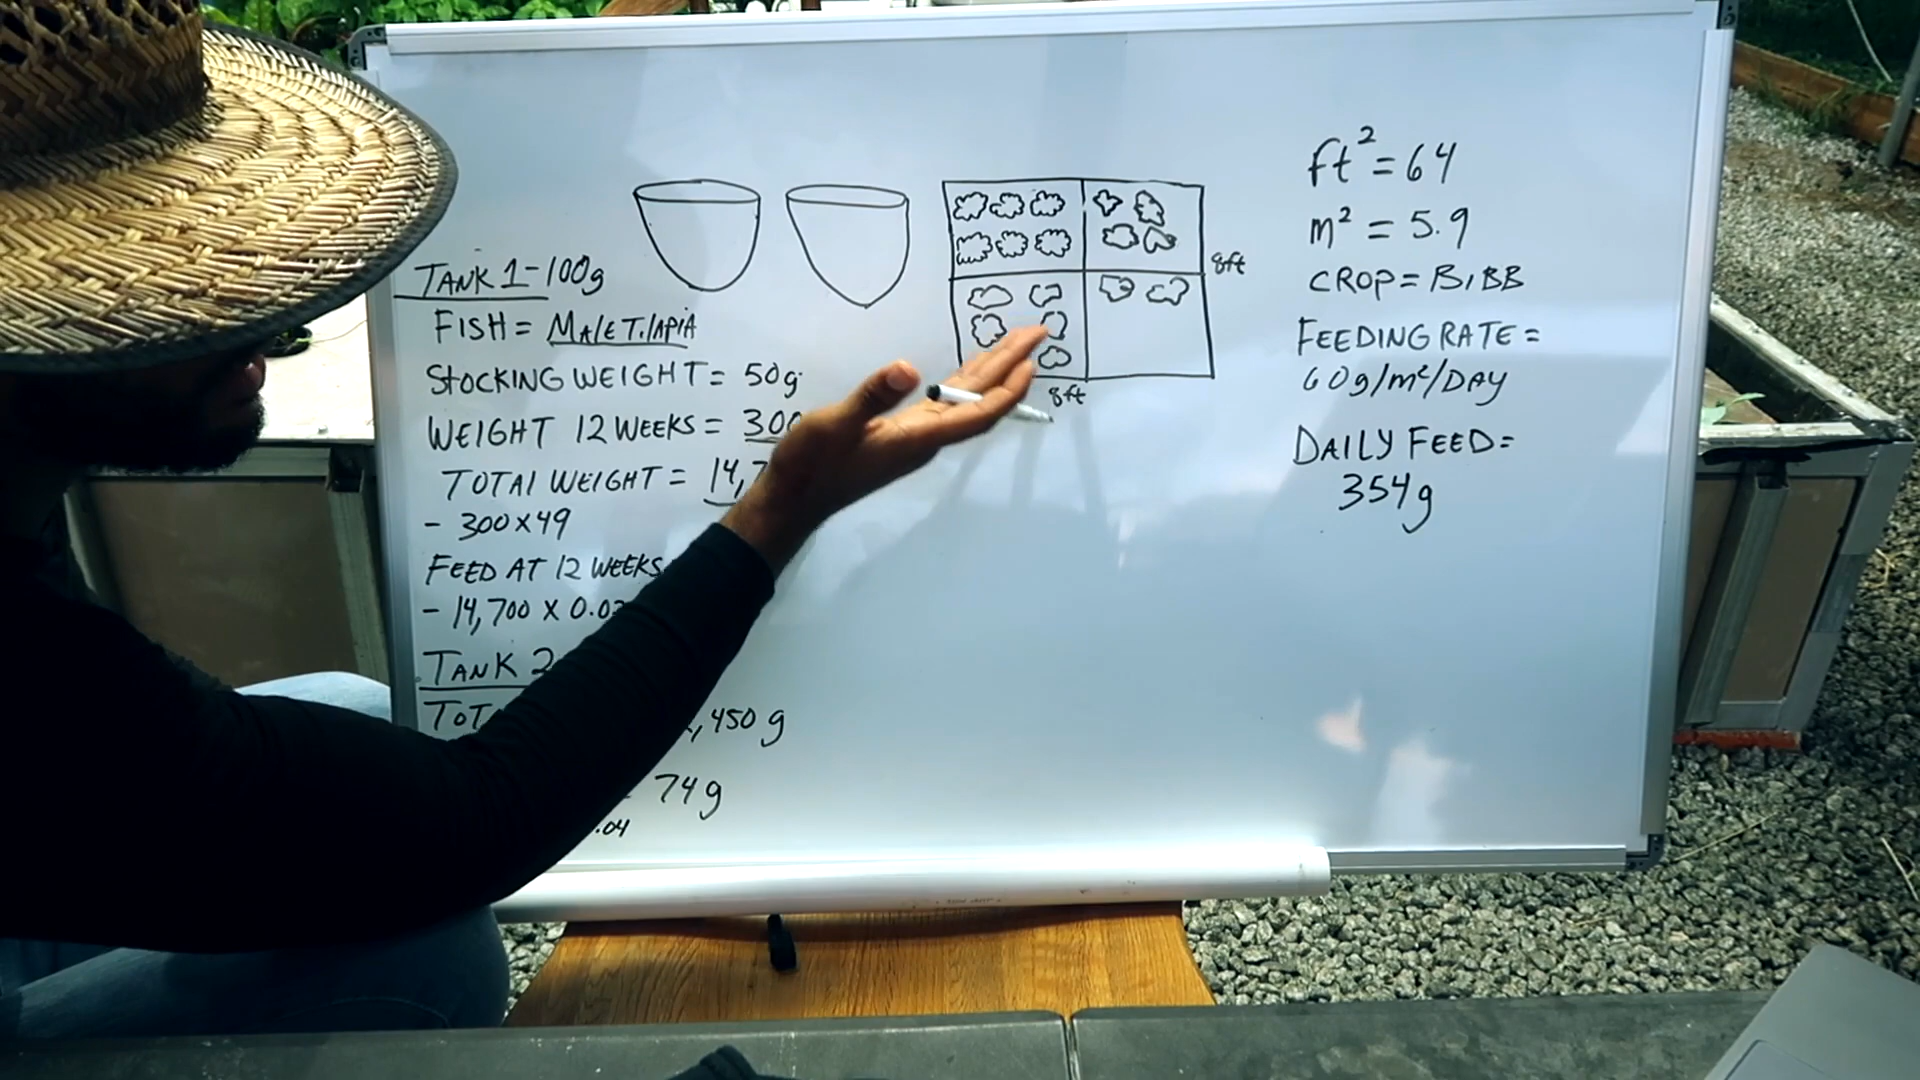 TANK 1-100g
FISH = MALE TILAPIA
STOCKING WEIGHT = 50g
WEIGHT 12 WEEKS = 300
TOTAL WEIGHT = 14,7
- 300 x 49
FEED AT 12 WEEKS
- 14,700 X 0.0
TANK 2
,450 g
74g
.04
8ft
8ft
ft² = 64
m² = 5.9
CROP = BIBB
FEEDING RATE =
60g/m²/DAY
DAILY FEED =
354g